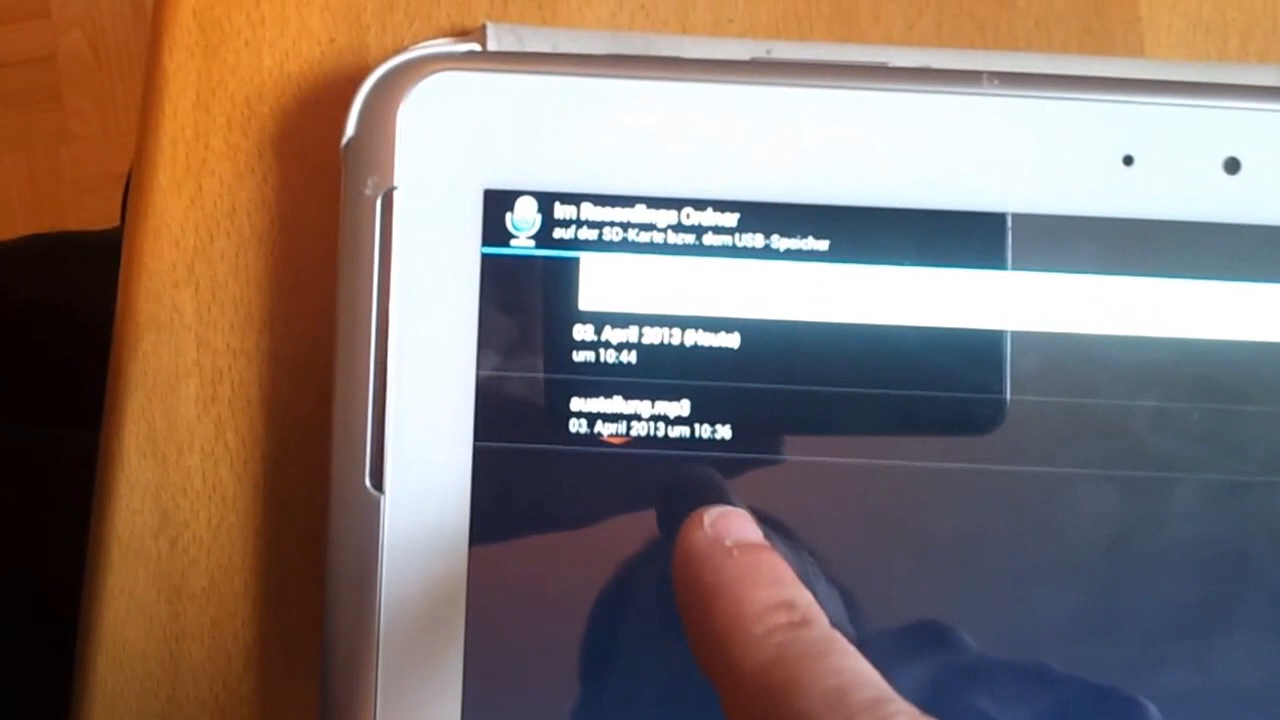 Im Recordings Ordner
auf der SD-Karte bzw. dem USB-Speicher
03. April 2013 (Heute)
um 10:44
austellung.mp3
03. April 2013 um 10:36